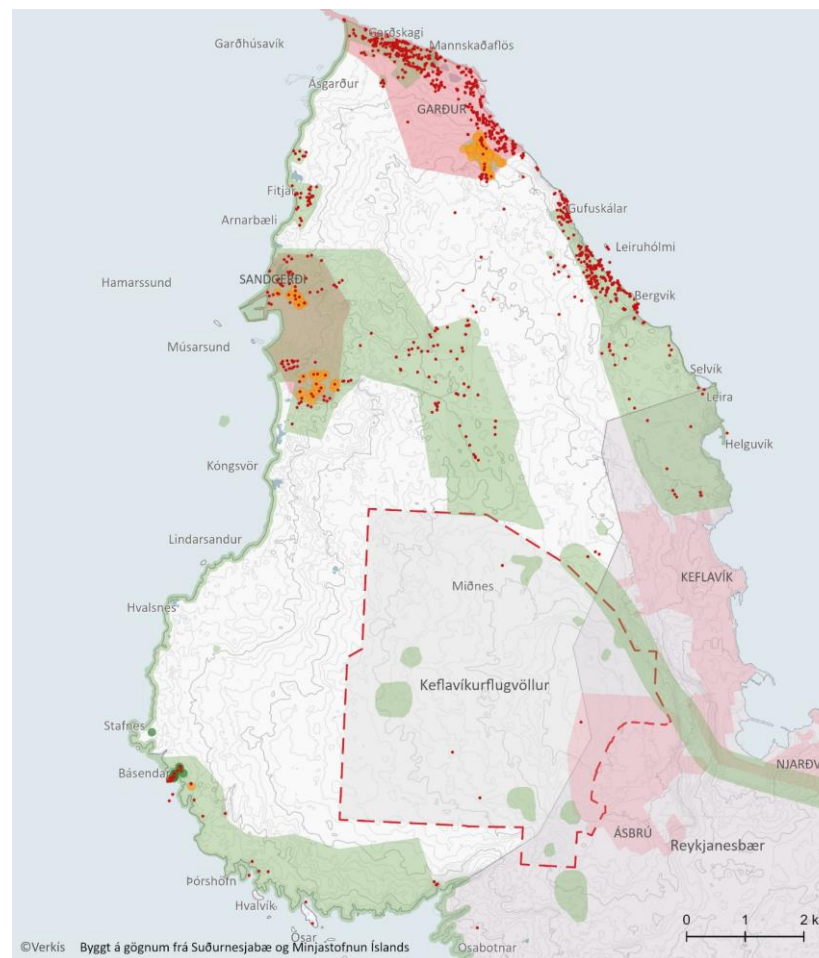 Garðskagi
Garðhúsavík
Mannskaðaflös
Ásgarður
GARÐUR
Fitjar
Gufuskálar
Arnarbæli
Leiruhólmi
Hamarssund
SANDGERÐI
Bergvík
Músarsund
Selvík
Leira
Helguvík
Kóngsvör
Lindarsandur
KEFLAVÍK
Miðnes
Hvalsnes
Keflavíkurflugvöllur
Stafnes
Básendar
NJARÐV
ÁSBRÚ
Reykjanesbær
Þórshöfn
Hvalvík
Ósar
Osabotnar
0 1 2 k
©Verkís Byggt á gögnum frá Suðurnesjabæ og Minjastofnun Íslands